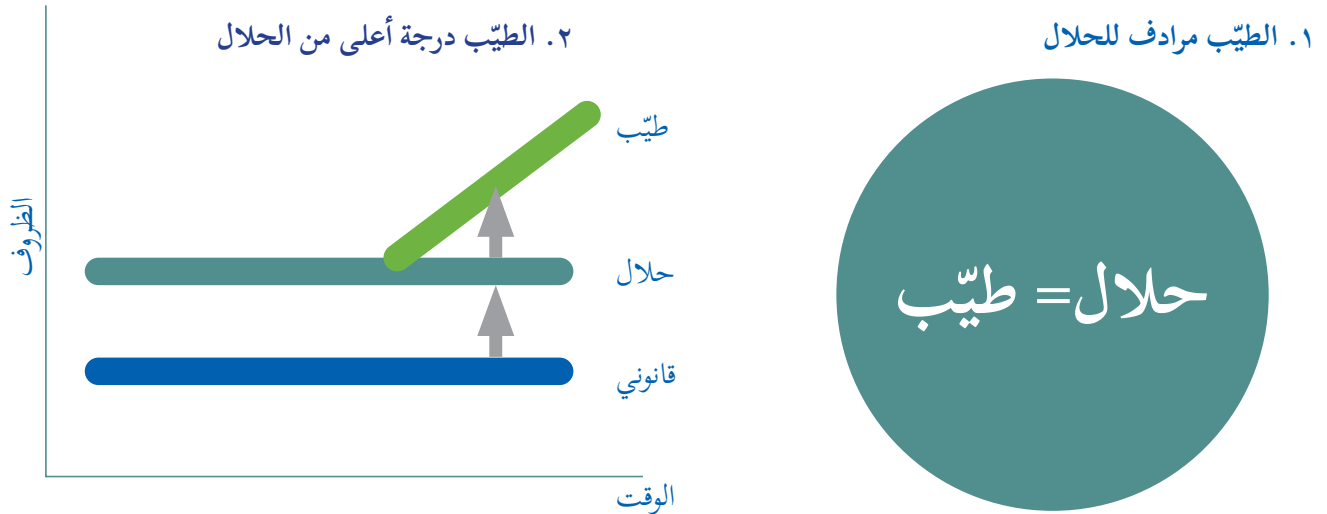 ١. الطيّب مرادف للحلال
حلال= طيّب
٢. الطيّب درجة أعلى من الحلال
طيّب
حلال
قانوني
الظروف
الوقت